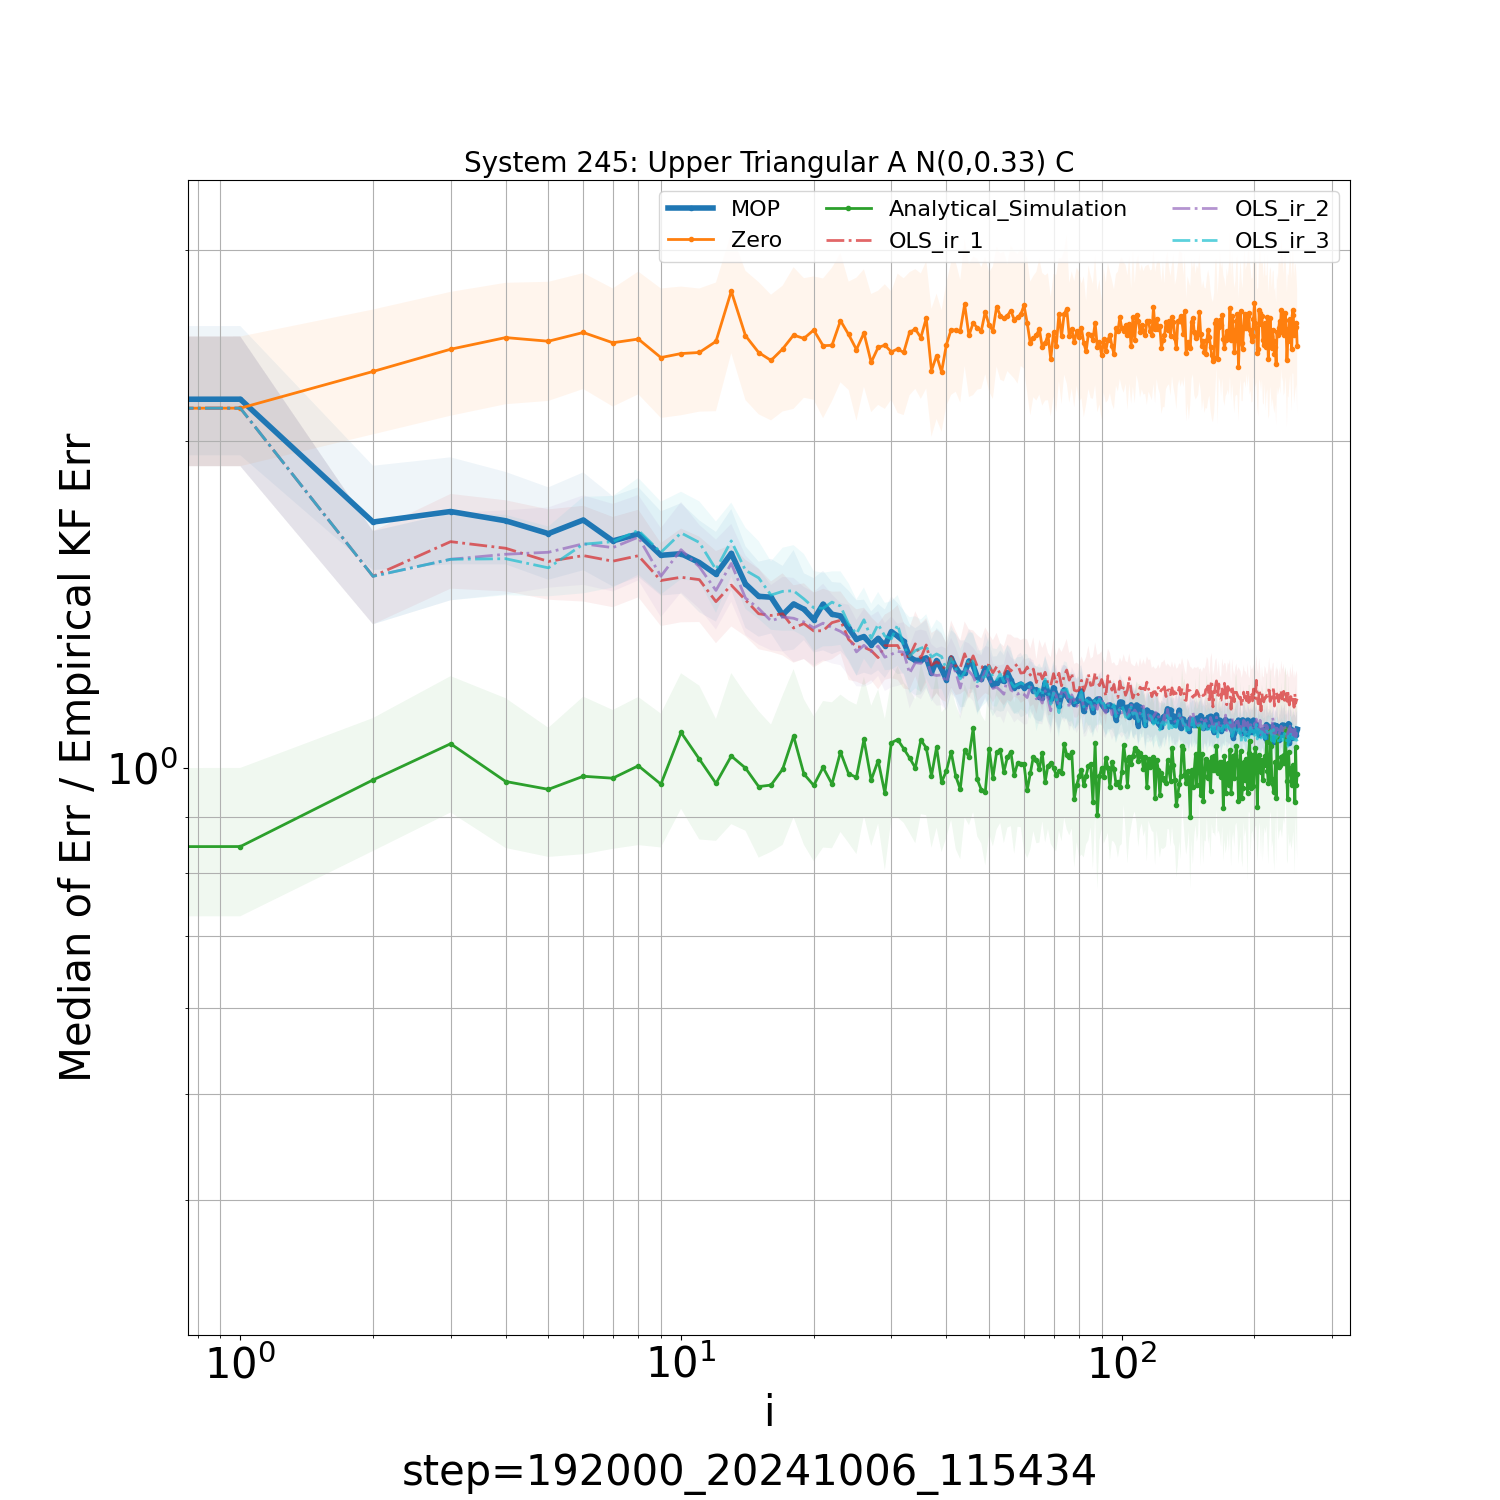 System 245: Upper Triangular A N(0,0.33) C
MOP
Zero
Analytical_Simulation
OLS_ir_1
OLS_ir_2
OLS_ir_3
Median of Err / Empirical KF Err
10⁰
10⁰ 10¹ 10²
i
step=192000_20241006_115434